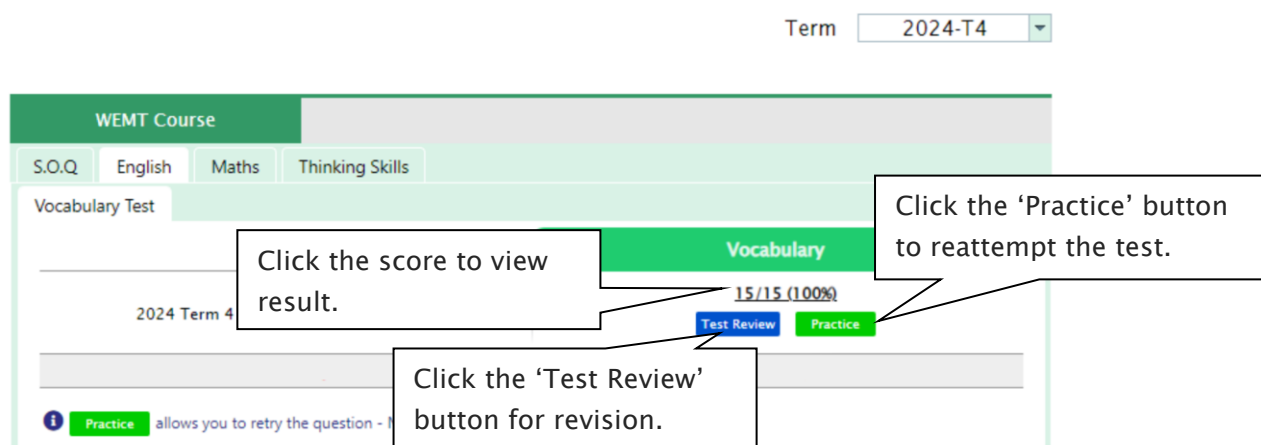 Term 2024-T4
WEMT Course
S.O.Q English Maths Thinking Skills
Vocabulary Test
Click the ‘Practice’ button
to reattempt the test.
Vocabulary
Click the score to view
result.
15/15 (100%)
2024 Term 4
Test Review Practice
Click the ‘Test Review’
button for revision.
Practice allows you to retry the question -